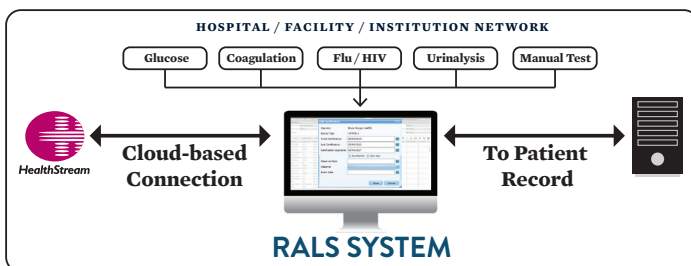 HOSPITAL / FACILITY / INSTITUTION NETWORK
Glucose
Coagulation
Flu / HIV
Urinalysis
Manual Test
HealthStream
Cloud-based
Connection
To Patient
Record
RALS SYSTEM